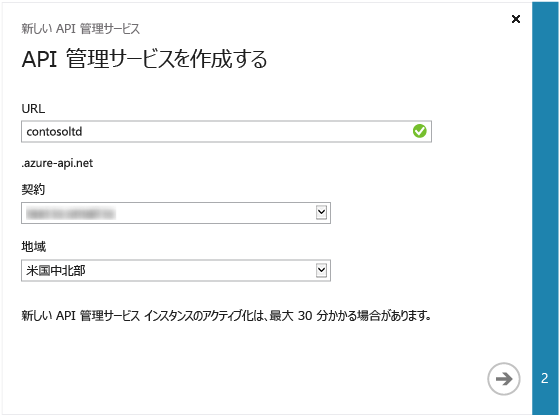 新しい API 管理サービス
API 管理サービスを作成する
URL
contosoltd
.azure-api.net
契約
地域
米国中北部
新しい API 管理サービス インスタンスのアクティブ化は、最大 30 分かかる場合があります。
2